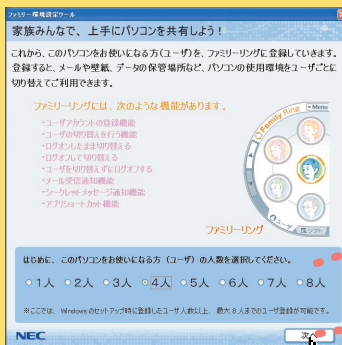 ファミリー環境設定ツール
家族みんなで、上手にパソコンを共有しよう！
これから、このパソコンをお使いになる方（ユーザ）を、ファミリーリングに登録していきます。
登録すると、メールや壁紙、データの保管場所など、パソコンの使用環境をユーザごとに
切り替えてご利用できます。
ファミリーリングには、次のような機能があります。
・ユーザアカウントの登録機能
・ユーザの切り替えを行う機能
・ログオンしたまま切り替える
・ログオフして切り替える
・ユーザを切り替えずにログオフする
・メール受信通知機能
・シークレットメッセージ通知機能
・アプリショートカット機能
Family Ring
Menu
ユーザ
ソフト
ファミリーリング
はじめに、このパソコンをお使いになる方（ユーザ）の人数を選択してください。
1人 2人 3人 4人 5人 6人 7人 8人
※ここでは、Windowsのセットアップ時に登録したユーザ人数以上、最大8人までのユーザ登録が可能です。
NEC
次へ